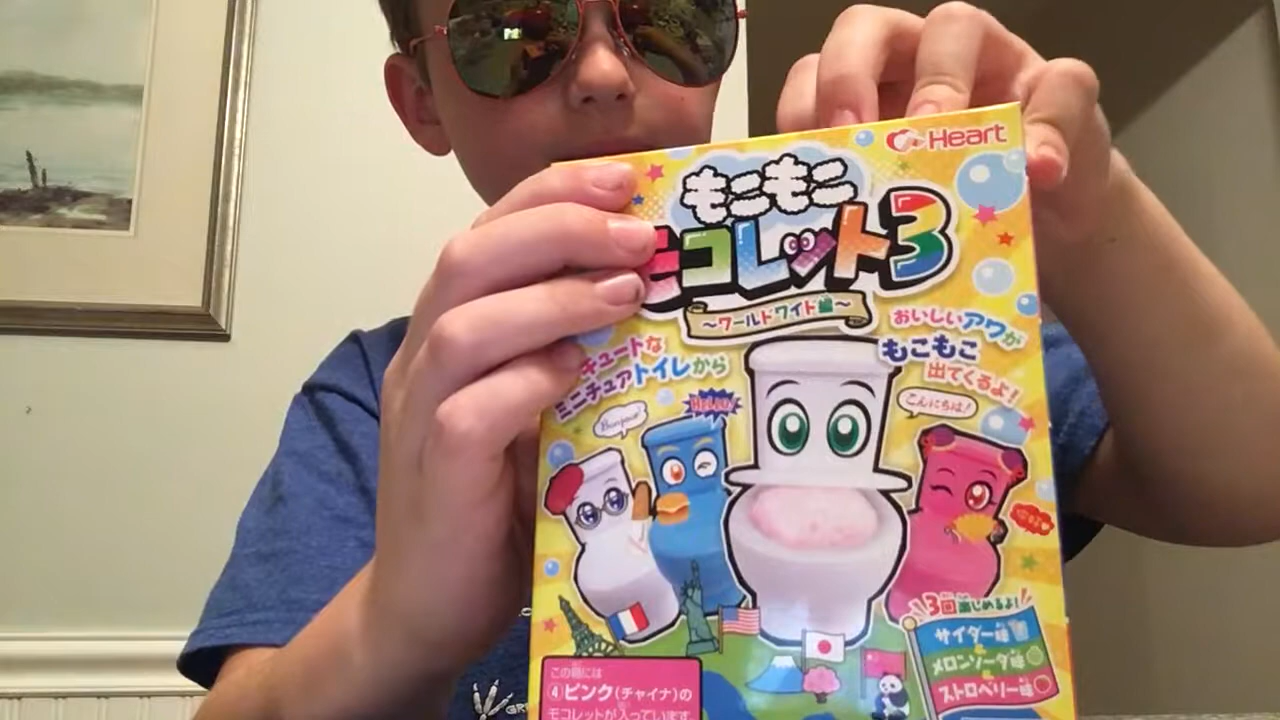 Heart
もこもこ
モコレット3
～ワールドワイド編～
キュートな
ミニチュアトイレから
おいしいアワが
もこもこ
出てくるよ!
Bonjour!
HELLO!
こんにちは!
3回楽しめるよ!
サイダー味
メロンソーダ味
ストロベリー味
この箱には
④ピンク(チャイナ)の
モコレットが入っています